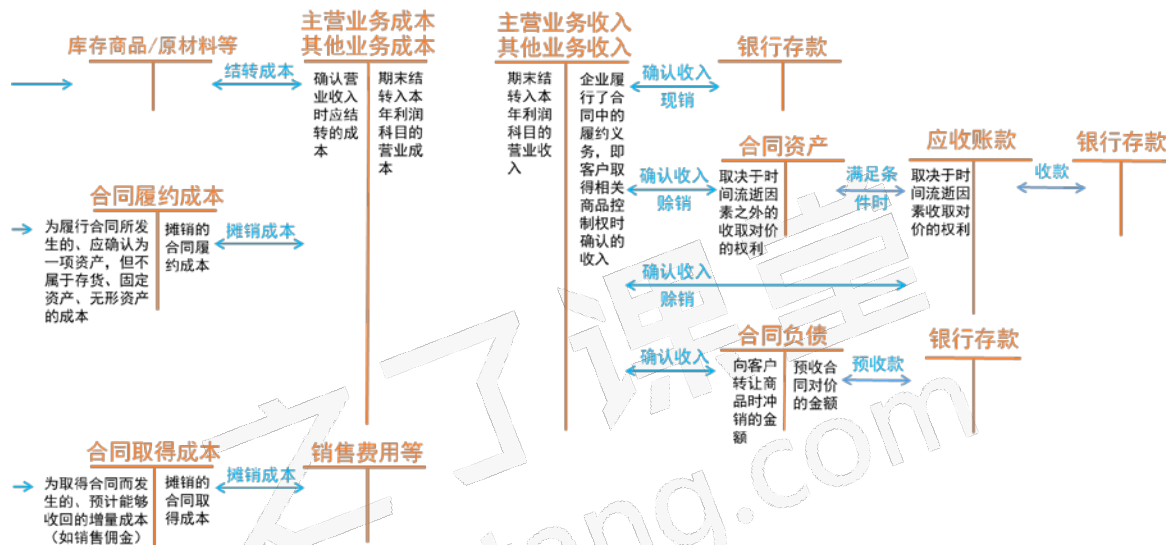 库存商品/原材料等
结转成本
主营业务成本
其他业务成本
确认营
业收入
时应结
转的成
本
期末结
转入本
年利润
科目的
营业成
本
主营业务收入
其他业务收入
期末结
转入本
年利润
科目的
营业收
入
企业履
行了合
同中的
履约义
务，即
客户取
得相关
商品控
制权时
确认的
收入
确认收入
现销
银行存款
确认收入
赊销
合同资产
取决于时
间流逝因
素之外的
收取对价
的权利
满足条
件时
应收账款
取决于时
间流逝因
素收取对
价的权利
收款
银行存款
确认收入
赊销
合同履约成本
为履行合同所发
生的、应确认为
一项资产，但不
属于存货、固定
资产、无形资产
的成本
摊销的
合同履
约成本
摊销成本
确认收入
合同负债
向客户
转让商
品时冲
销的金
额
预收合
同对价
的金额
预收款
银行存款
合同取得成本
为取得合同而发
生的、预计能够
收回的增量成本
（如销售佣金）
摊销的
合同取
得成本
摊销成本
销售费用等
之了课堂
ang.com